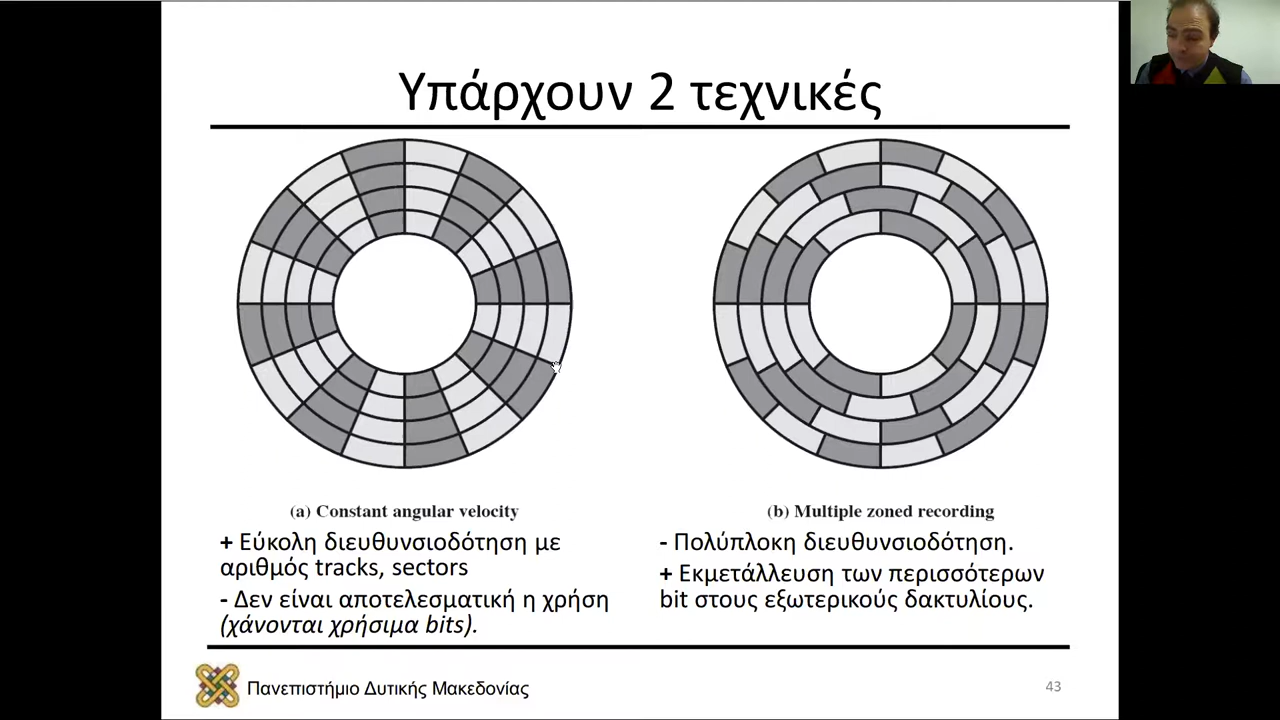 Υπάρχουν 2 τεχνικές
(a) Constant angular velocity
(b) Multiple zoned recording
+ Εύκολη διευθυνσιοδότηση με
αριθμός tracks, sectors
- Δεν είναι αποτελεσματική η χρήση
(χάνονται χρήσιμα bits).
- Πολύπλοκη διευθυνσιοδότηση.
+ Εκμετάλλευση των περισσότερων
bit στους εξωτερικούς δακτυλίους.
Πανεπιστήμιο Δυτικής Μακεδονίας
43